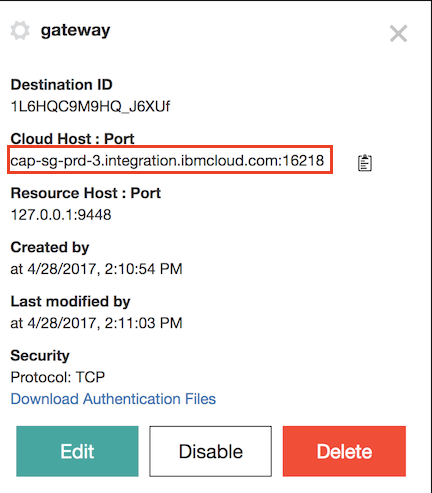 gateway
Destination ID
1L6HQC9M9HQ_J6XUf
Cloud Host : Port
cap-sg-prd-3.integration.ibmcloud.com:16218
Resource Host : Port
127.0.0.1:9448
Created by
at 4/28/2017, 2:10:54 PM
Last modified by
at 4/28/2017, 2:11:03 PM
Security
Protocol: TCP
Download Authentication Files
Edit Disable Delete